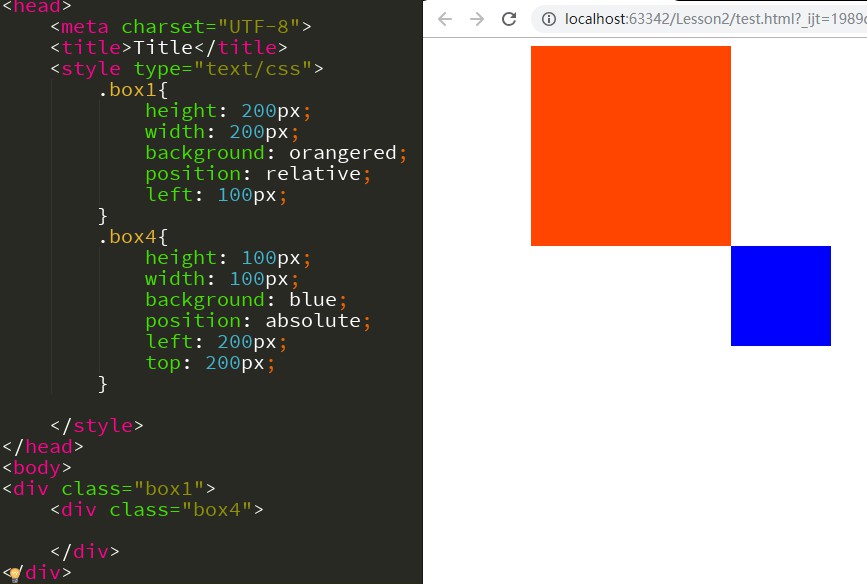 <head>
<meta charset="UTF-8">
<title>Title</title>
<style type="text/css">
.box1{
height: 200px;
width: 200px;
background: orangered;
position: relative;
left: 100px;
}
.box4{
height: 100px;
width: 100px;
background: blue;
position: absolute;
left: 200px;
top: 200px;
}
</style>
</head>
<body>
<div class="box1">
<div class="box4">
</div>
</div>
localhost:63342/Lesson2/test.html?_ijt=1989